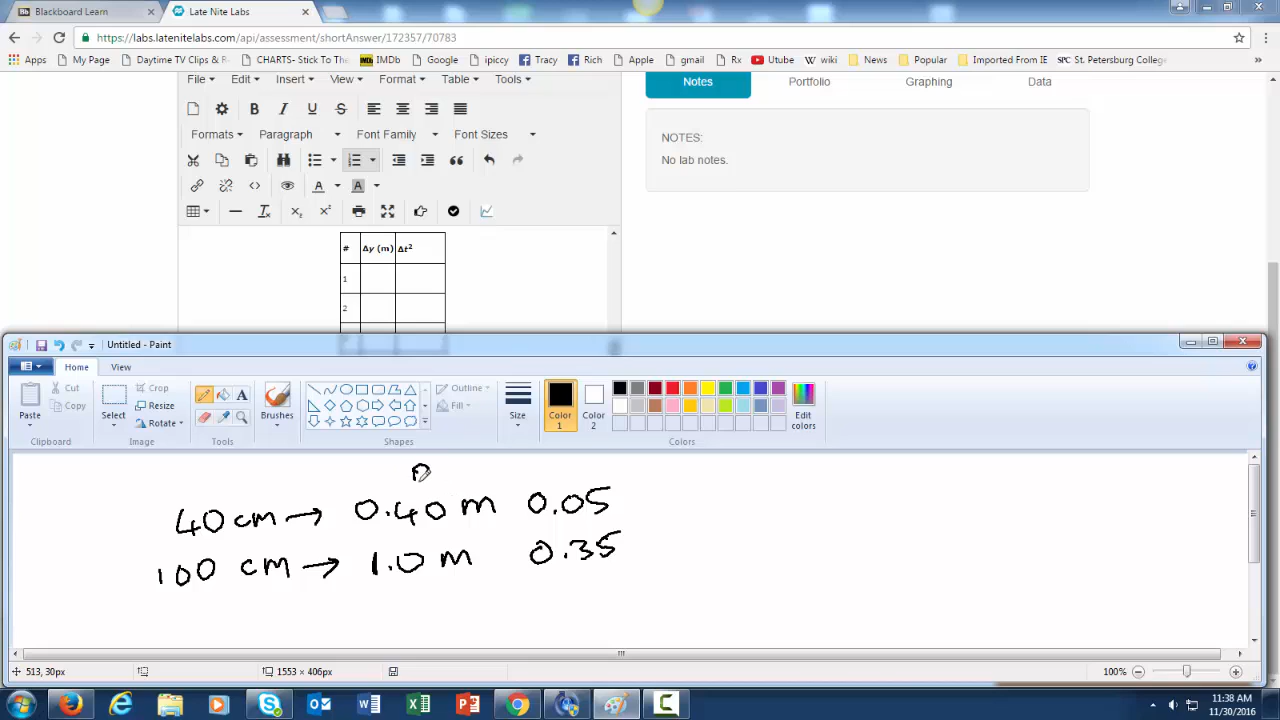 Blackboard Learn
Late Nite Labs
https://labs.latenitelabs.com/api/assessment/shortAnswer/172357/70783
Apps My Page Daytime TV Clips & CHARTS- Stick To The IMDb Google ipiccy Tracy Rich Apple gmail Rx Utube wiki News Popular Imported From IE St. Petersburg College
File Edit Insert View Format Table Tools
Notes Portfolio Graphing Data
Formats Paragraph Font Family Font Sizes
NOTES:
No lab notes.
# Δy (m) Δt²
1
2
Untitled - Paint
Home View
Paste Cut Copy Select Crop Resize Rotate Brushes Outline Fill Size Color 1 Color 2 Edit colors
Clipboard Image Tools Shapes Colors
40 cm → 0.40 m 0.05
100 cm → 1.0 m 0.35
513, 30px 1553 × 406px 100%
11:38 AM
11/30/2016